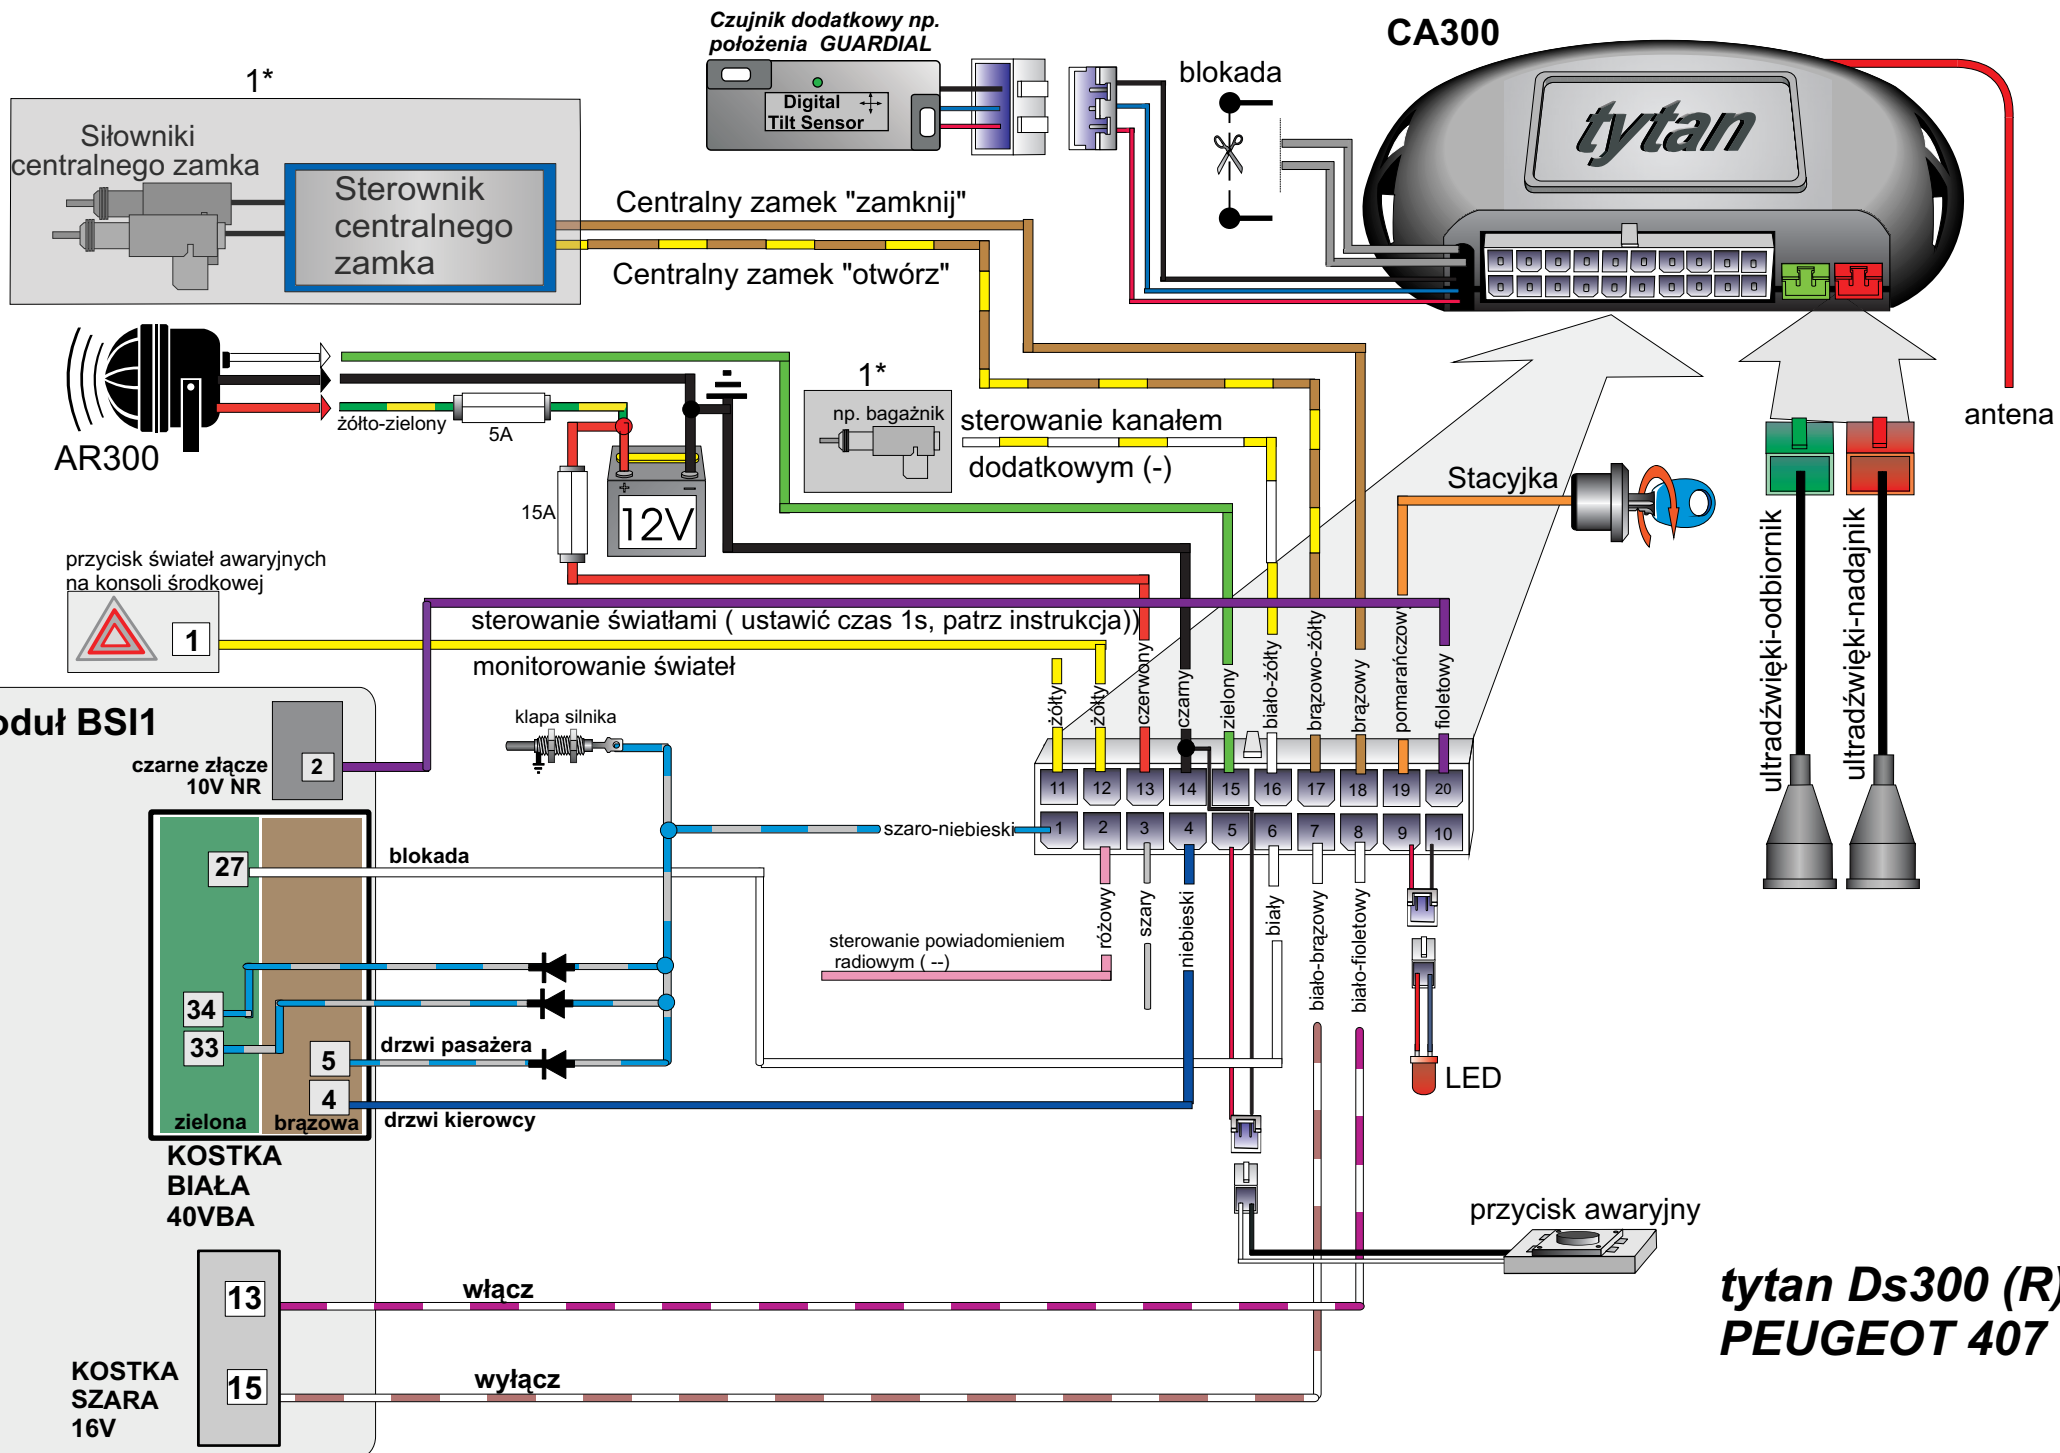 Czujnik dodatkowy np.
położenia GUARDIAL
CA300
1*
blokada
Digital
Tilt Sensor
tytan
Siłowniki
centralnego zamka
Sterownik
centralnego
zamka
Centralny zamek "zamknij"
Centralny zamek "otwórz"
AR300
żółto-zielony
5A
15A
+
−
12V
1*
np. bagażnik
sterowanie kanałem
dodatkowym (-)
Stacyjka
antena
ultradźwięki-odbiornik
ultradźwięki-nadajnik
przycisk świateł awaryjnych
na konsoli środkowej
1
sterowanie światłami ( ustawić czas 1s, patrz instrukcja))
monitorowanie świateł
żółty
żółty
czerwony
czarny
zielony
biało-żółty
brązowo-żółty
brązowy
pomarańczowy
fioletowy
oduł BSI1
czarne złącze
10V NR
2
klapa silnika
11
12
13
14
15
16
17
18
19
20
1
2
3
4
5
6
7
8
9
10
szaro-niebieski
27
blokada
34
33
5
4
drzwi pasażera
drzwi kierowcy
zielona
brązowa
KOSTKA
BIAŁA
40VBA
różowy
szary
niebieski
biały
biało-brązowy
biało-fioletowy
sterowanie powiadomieniem
radiowym ( --)
LED
przycisk awaryjny
13
włącz
15
wyłącz
KOSTKA
SZARA
16V
tytan Ds300 (R)
PEUGEOT 407